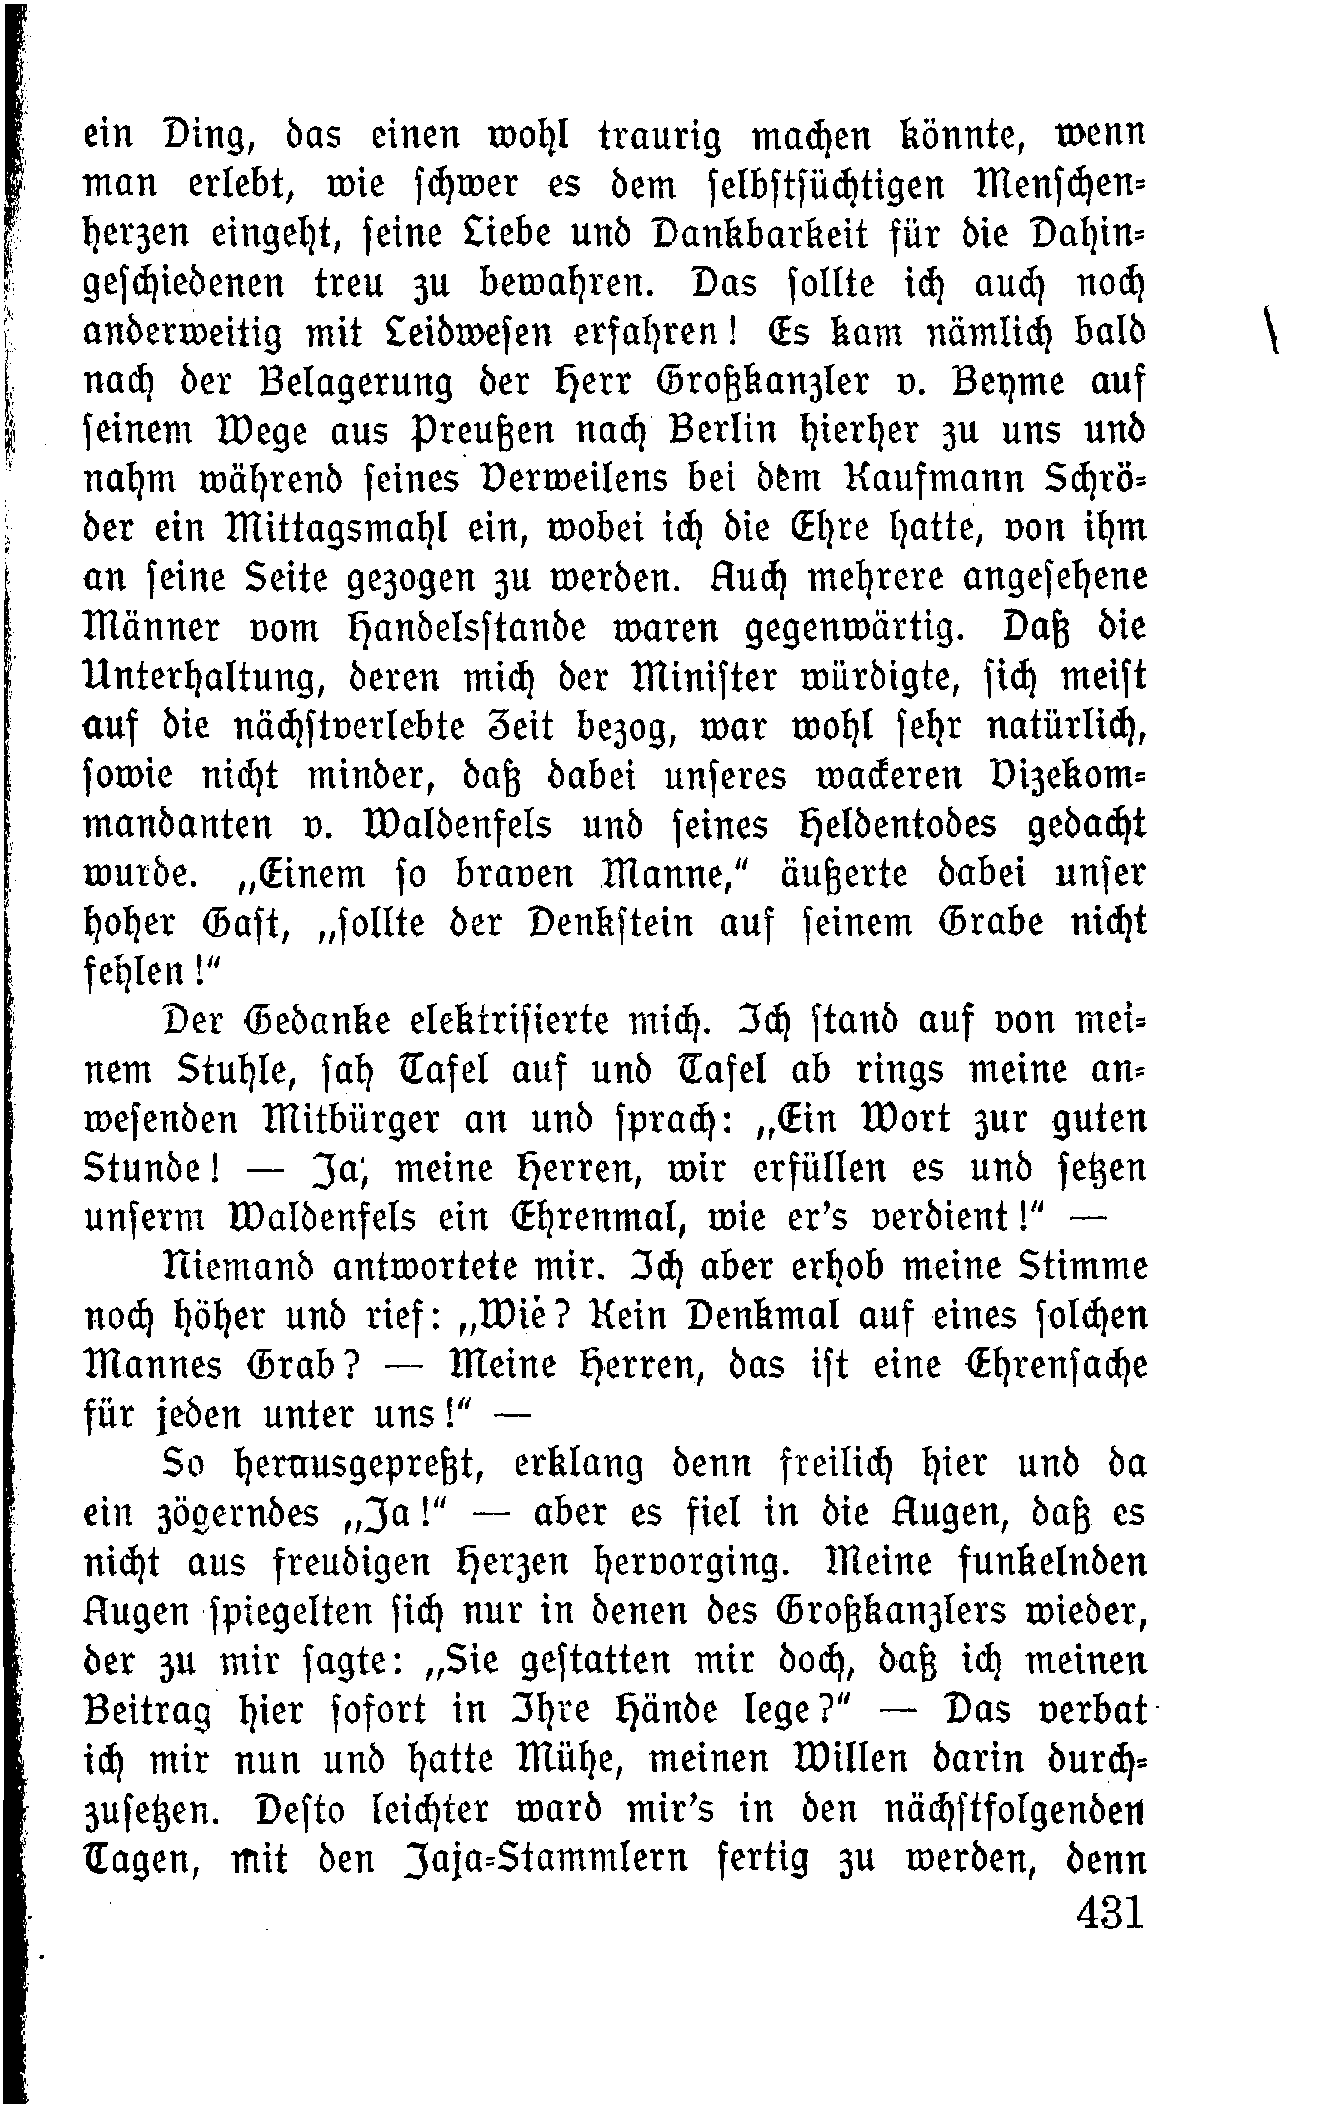 ein Ding, das einen wohl traurig machen könnte, wenn
man erlebt, wie schwer es dem selbstsüchtigen Menschen-
herzen eingeht, seine Liebe und Dankbarkeit für die Dahin-
geschiedenen treu zu bewahren. Das sollte ich auch noch
anderweitig mit Leidwesen erfahren! Es kam nämlich bald
nach der Belagerung der Herr Großkanzler v. Beyme auf
seinem Wege aus Preußen nach Berlin hierher zu uns und
nahm während seines Verweilens bei dem Kaufmann Schrö-
der ein Mittagsmahl ein, wobei ich die Ehre hatte, von ihm
an seine Seite gezogen zu werden. Auch mehrere angesehene
Männer vom Handelsstande waren gegenwärtig. Daß die
Unterhaltung, deren mich der Minister würdigte, sich meist
auf die nächstverlebte Zeit bezog, war wohl sehr natürlich,
sowie nicht minder, daß dabei unseres wackeren Vizekom-
mandanten v. Waldenfels und seines Heldentodes gedacht
wurde. „Einem so braven Manne,“ äußerte dabei unser
hoher Gast, „sollte der Denkstein auf seinem Grabe nicht
fehlen!“
Der Gedanke elektrisierte mich. Ich stand auf von mei-
nem Stuhle, sah Tafel auf und Tafel ab rings meine an-
wesenden Mitbürger an und sprach: „Ein Wort zur guten
Stunde! — Ja, meine Herren, wir erfüllen es und setzen
unserm Waldenfels ein Ehrenmal, wie er's verdient!“ —
Niemand antwortete mir. Ich aber erhob meine Stimme
noch höher und rief: „Wie? Kein Denkmal auf eines solchen
Mannes Grab? — Meine Herren, das ist eine Ehrensache
für jeden unter uns!“ —
So herausgepreßt, erklang denn freilich hier und da
ein zögerndes „Ja!“ — aber es fiel in die Augen, daß es
nicht aus freudigen Herzen hervorging. Meine funkelnden
Augen spiegelten sich nur in denen des Großkanzlers wieder,
der zu mir sagte: „Sie gestatten mir doch, daß ich meinen
Beitrag hier sofort in Ihre Hände lege?“ — Das verbat
ich mir nun und hatte Mühe, meinen Willen darin durch-
zusetzen. Desto leichter ward mir's in den nächstfolgenden
Tagen, mit den Jaja-Stammlern fertig zu werden, denn
431